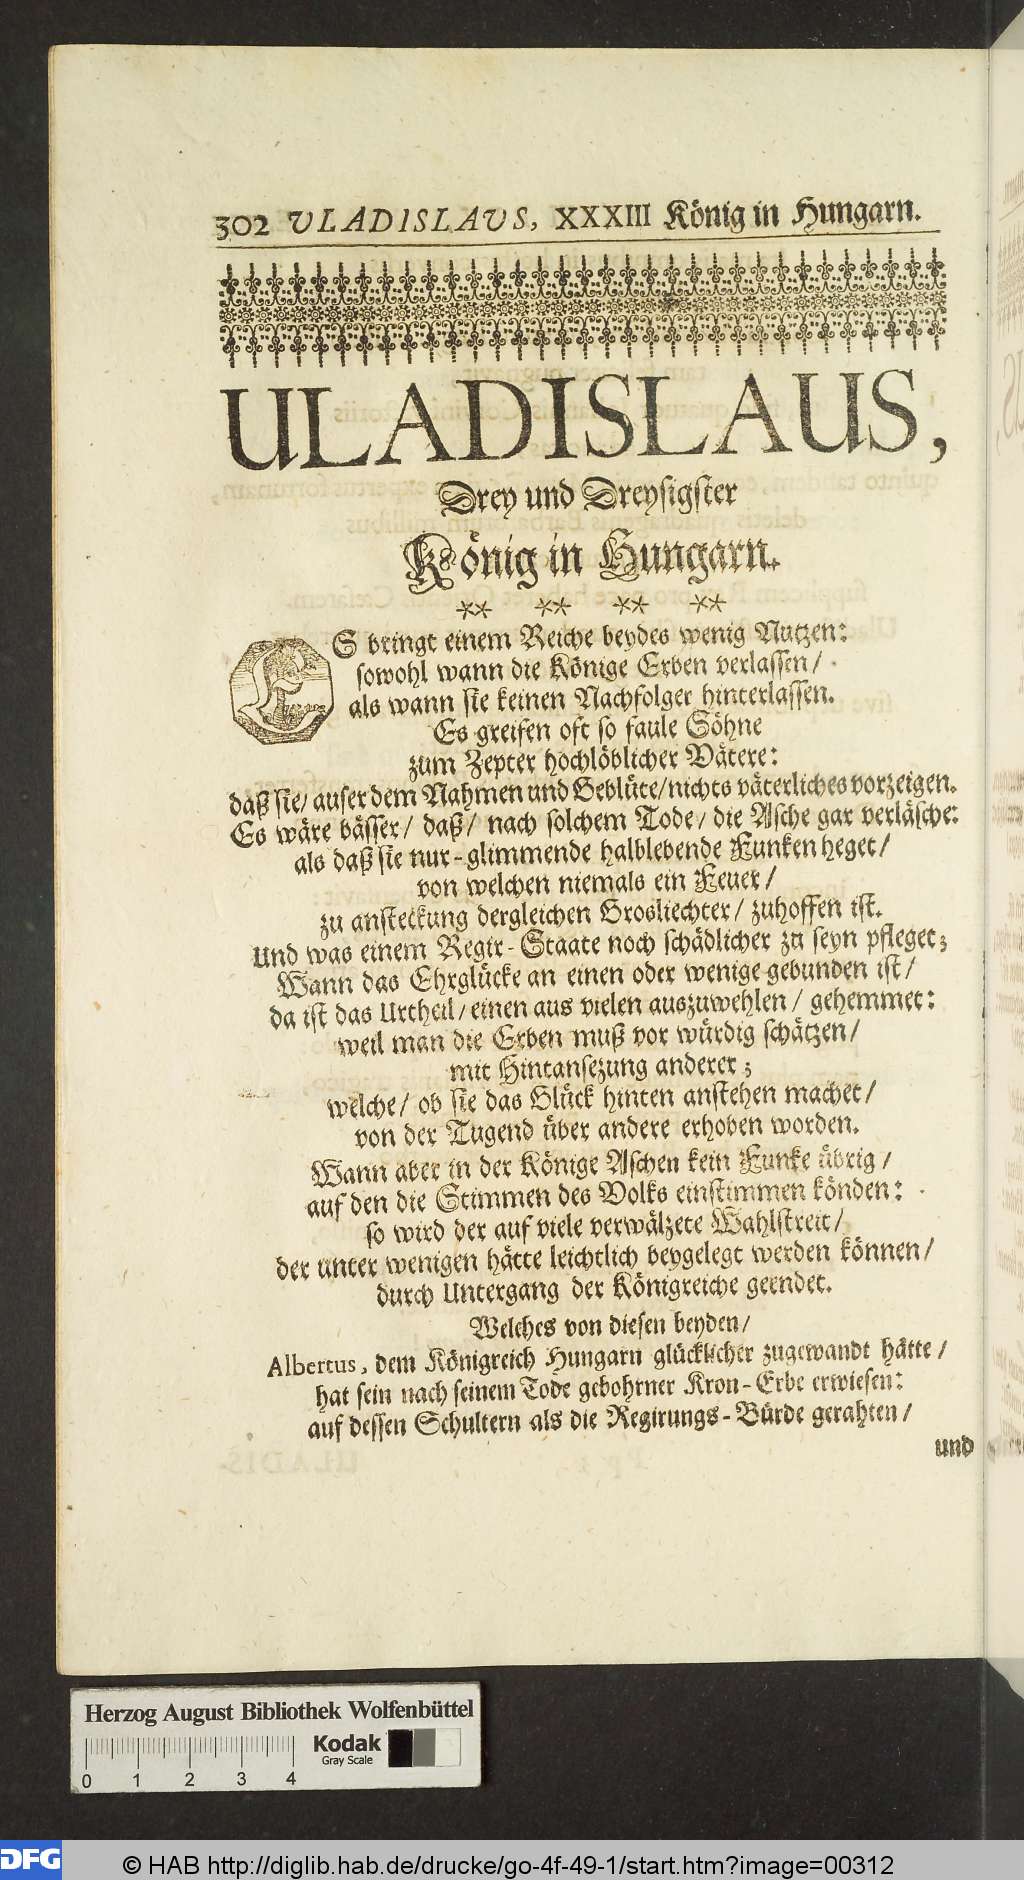 302 ULADISLAUS, XXXIII König in Hungarn.
ULADISLAUS,
Drey und Dreysigster
König in Hungarn.
** ** ** **
ES bringt einem Reiche beydes wenig Nutzen:
sowohl wann die Könige Erben verlassen/
als wann sie keinen Nachfolger hinterlassen.
Es greifen oft so faule Söhne
zum Zepter hochlöblicher Vätere:
daß sie/ auser dem Nahmen und Geblüte/ nichts väterliches vorzeigen.
Es wäre bässer/ daß/ nach solchem Tode/ die Asche gar verläsche:
als daß sie nur-glimmende halblebende Funken heget/
von welchen niemals ein Feuer/
zu ansteckung dergleichen Grosliechter/ zuhoffen ist.
Und was einem Regir-Staate noch schädlicher zu seyn pfleget;
Wann das Ehrglücke an einen oder wenige gebunden ist/
da ist das Urtheil/ einen aus vielen auszuwehlen/ gehemmet:
weil man die Erben muß vor würdig schätzen/
mit Hintansezung anderer;
welche/ ob sie das Glück hinten anstehen machet/
von der Tugend über andere erhoben worden.
Wann aber in der Könige Aschen kein Funke übrig/
auf den die Stimmen des Volks einstimmen könden:
so wird der auf viele verwälzete Wahlstreit/
der unter wenigen hätte leichtlich beygelegt werden können/
durch Untergang der Königreiche geendet.
Welches von diesen beyden/
Albertus, dem Königreich Hungarn glücklicher zugewandt hätte/
hat sein nach seinem Tode gebohrner Kron-Erbe erwiesen:
auf dessen Schultern als die Regirungs-Bürde gerahten/
und
Herzog August Bibliothek Wolfenbüttel
Kodak
Gray Scale
0 1 2 3 4
DFG
© HAB http://diglib.hab.de/drucke/go-4f-49-1/start.htm?image=00312